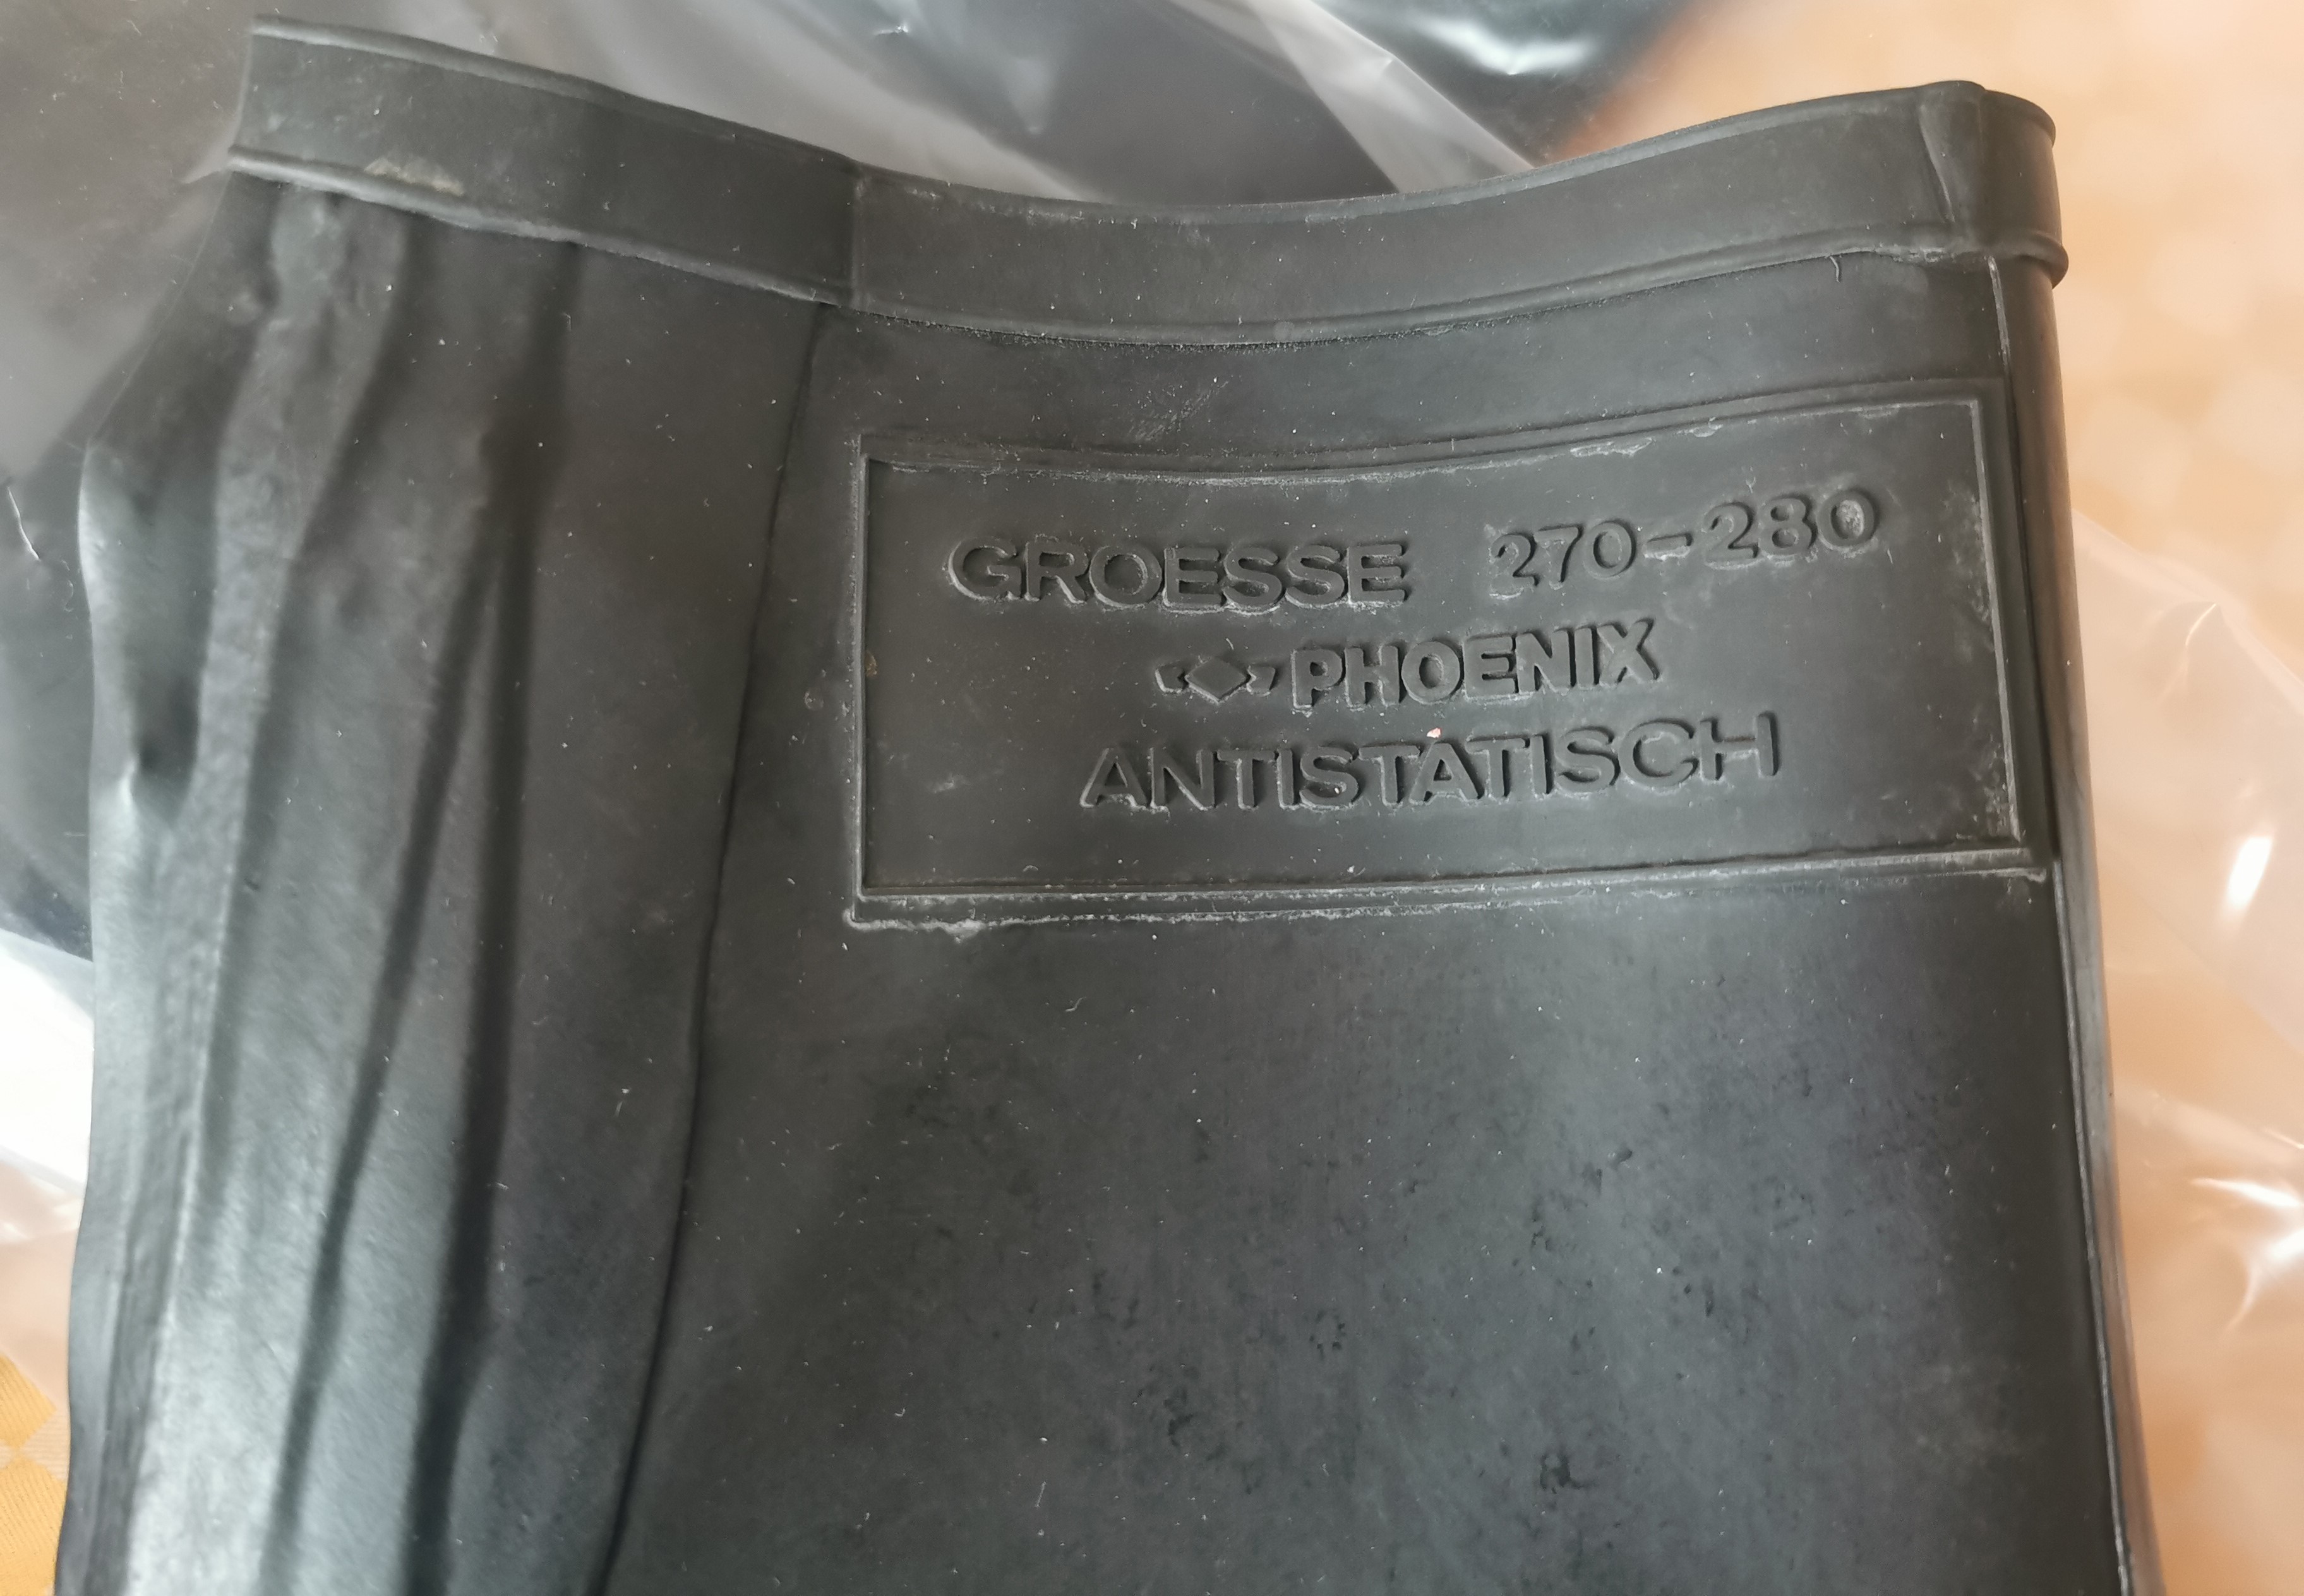 GROESSE 270-280
PHOENIX
ANTISTATISCH